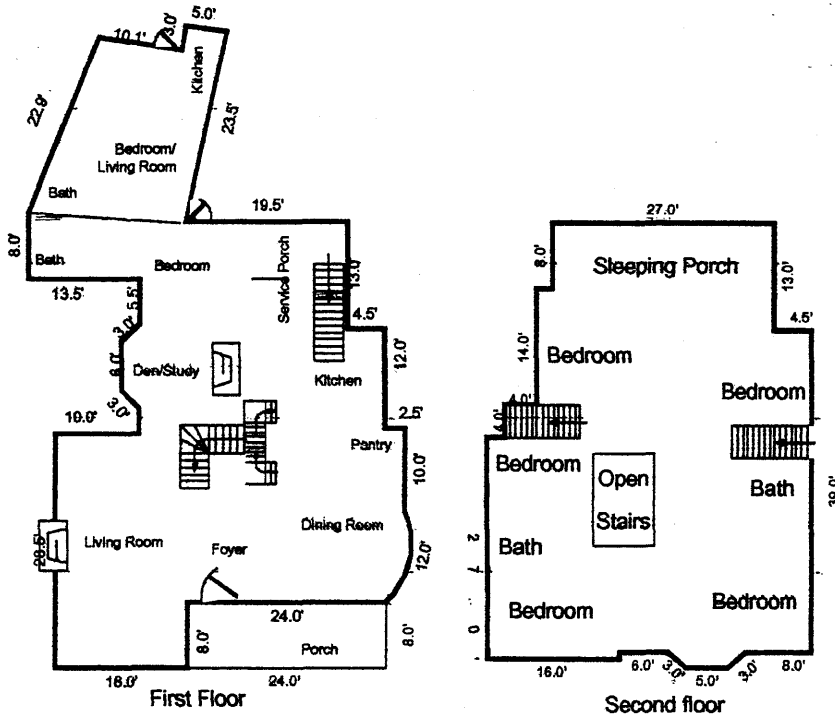 5.0'
10.1'
3.0'
Kitchen
22.9'
23.5'
Bedroom/
Living Room
Bath
19.5'
8.0'
Bath
Bedroom
Service Porch
13.0'
13.5'
5.5'
3.0'
4.5'
Den/Study
12.0'
Kitchen
3.0'
2.5'
Pantry
10.0'
Living Room
Foyer
Dining Room
12.0'
24.0'
8.0'
Porch
8.0'
24.0'
First Floor
27.0'
8.0'
Sleeping Porch
13.0'
4.5'
14.0'
Bedroom
Bedroom
4.0'
4.0'
Bedroom
Open
Stairs
Bath
39.0'
Bath
2
7
0
'
Bedroom
Bedroom
16.0'
6.0'
3.0'
5.0'
3.0'
8.0'
Second floor